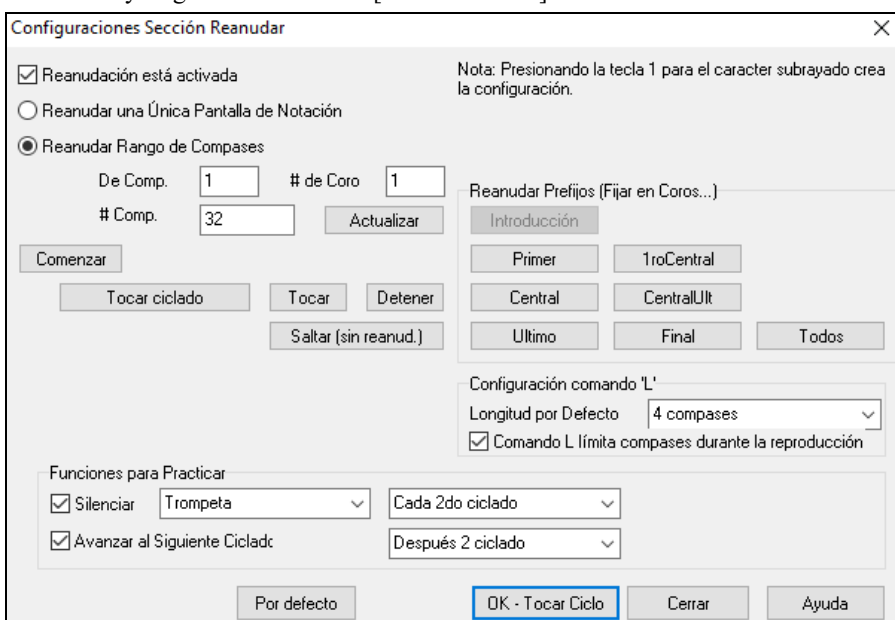 Configuraciones Sección Reanudar
Reanudación está activada
Nota: Presionando la tecla 1 para el caracter subrayado crea
la configuración.
Reanudar una Única Pantalla de Notación
Reanudar Rango de Compases
De Comp. 1 # de Coro 1
# Comp. 32 Actualizar
Reanudar Prefijos (Fijar en Coros...)
Introducción
Comenzar
Primer 1roCentral
Tocar ciclado Tocar Detener
Central CentralUlt
Saltar (sin reanud.)
Ultimo Final Todos
Configuración comando 'L'
Longitud por Defecto 4 compases
Comando L límita compases durante la reproducción
Funciones para Practicar
Silenciar Trompeta Cada 2do ciclado
Avanzar al Siguiente Ciclado Después 2 ciclado
Por defecto OK - Tocar Ciclo Cerrar Ayuda